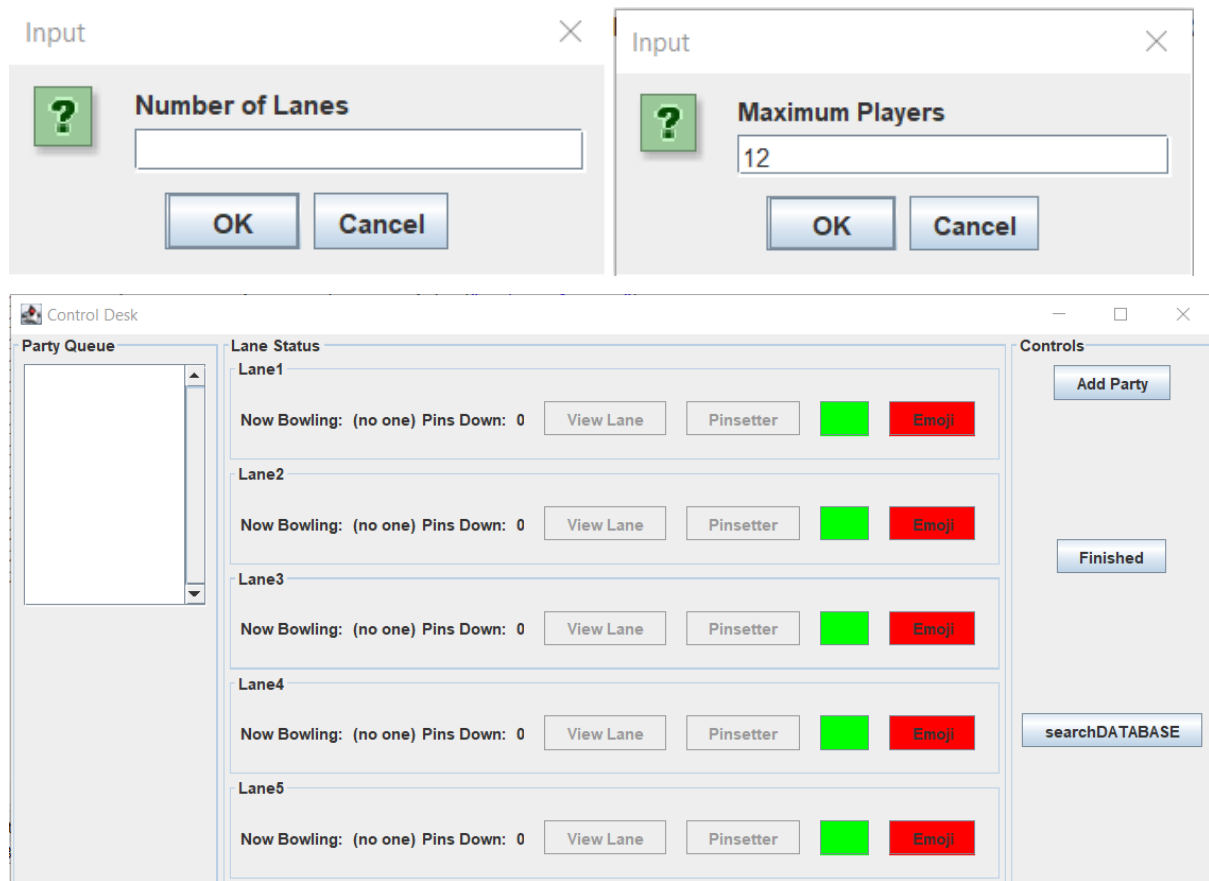 Input
Number of Lanes
OK Cancel
Input
Maximum Players
12
OK Cancel
Control Desk
Party Queue
Lane Status
Lane1
Now Bowling: (no one) Pins Down: 0 View Lane Pinsetter Emoji
Lane2
Now Bowling: (no one) Pins Down: 0 View Lane Pinsetter Emoji
Lane3
Now Bowling: (no one) Pins Down: 0 View Lane Pinsetter Emoji
Lane4
Now Bowling: (no one) Pins Down: 0 View Lane Pinsetter Emoji
Lane5
Now Bowling: (no one) Pins Down: 0 View Lane Pinsetter Emoji
Controls
Add Party
Finished
searchDATABASE